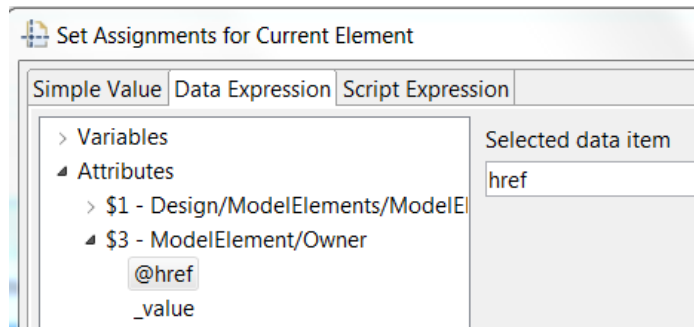 Set Assignments for Current Element
Simple Value Data Expression Script Expression
Variables
Attributes
$1 - Design/ModelElements/ModelEl
$3 - ModelElement/Owner
@href
_value
Selected data item
href